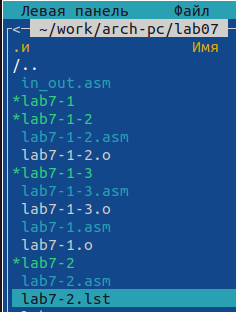 Левая панель Файл
<- ~/work/arch-pc/lab07
.и Имя
/..
in_out.asm
*lab7-1
*lab7-1-2
lab7-1-2.asm
lab7-1-2.o
*lab7-1-3
lab7-1-3.asm
lab7-1-3.o
lab7-1.asm
lab7-1.o
*lab7-2
lab7-2.asm
lab7-2.lst